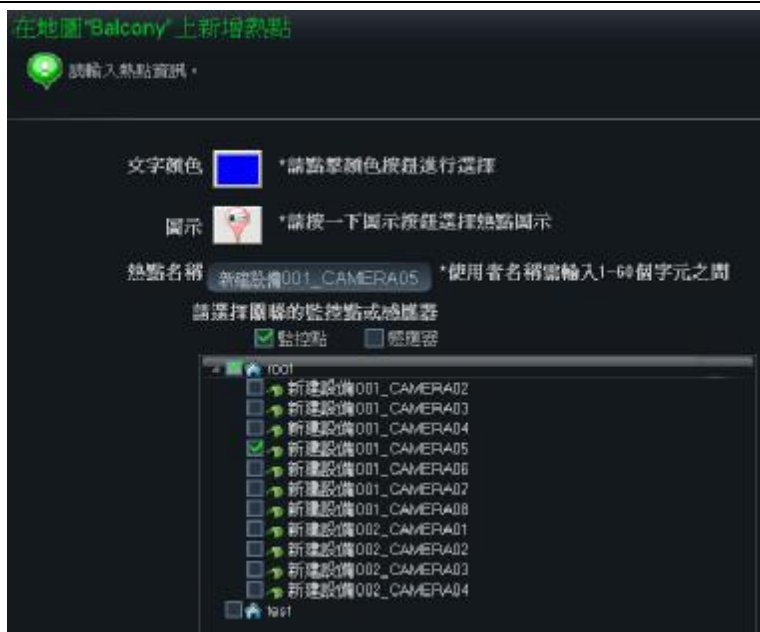 在地圖"Balcony"上新增熱點
請輸入熱點資訊。
文字顏色 *請點擊顏色按鈕進行選擇
圖示 *請按一下圖示按鈕選擇熱點圖示
熱點名稱 新建設備001_CAMERA05 *使用者名稱需輸入1-60個字元之間
請選擇關聯的監控點或感應器
監控點 感應器
root
新建設備001_CAMERA02
新建設備001_CAMERA03
新建設備001_CAMERA04
新建設備001_CAMERA05
新建設備001_CAMERA06
新建設備001_CAMERA07
新建設備001_CAMERA08
新建設備002_CAMERA01
新建設備002_CAMERA02
新建設備002_CAMERA03
新建設備002_CAMERA04
test